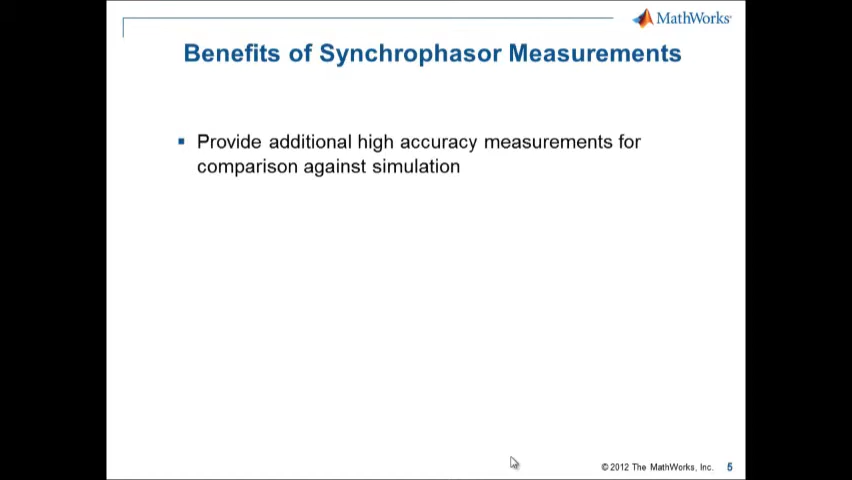 MathWorks
Benefits of Synchrophasor Measurements
▪ Provide additional high accuracy measurements for
comparison against simulation
© 2012 The MathWorks, Inc. 5